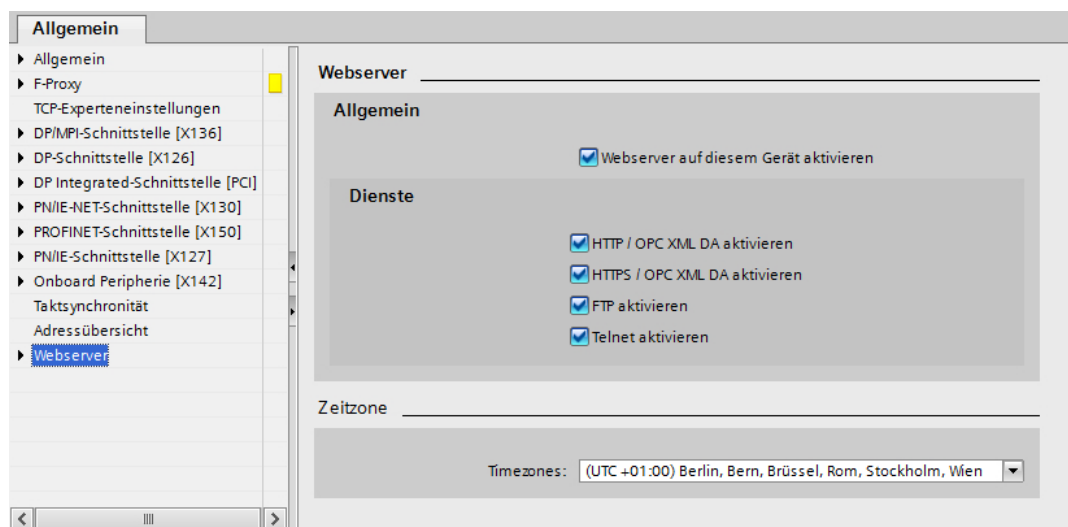 Allgemein
Allgemein
F-Proxy
TCP-Experteneinstellungen
DP/MPI-Schnittstelle [X136]
DP-Schnittstelle [X126]
DP Integrated-Schnittstelle [PCI]
PN/IE-NET-Schnittstelle [X130]
PROFINET-Schnittstelle [X150]
PN/IE-Schnittstelle [X127]
Onboard Peripherie [X142]
Taktsynchronität
Adressübersicht
Webserver
Webserver
Allgemein
Webserver auf diesem Gerät aktivieren
Dienste
HTTP / OPC XML DA aktivieren
HTTPS / OPC XML DA aktivieren
FTP aktivieren
Telnet aktivieren
Zeitzone
Timezones: (UTC +01:00) Berlin, Bern, Brüssel, Rom, Stockholm, Wien